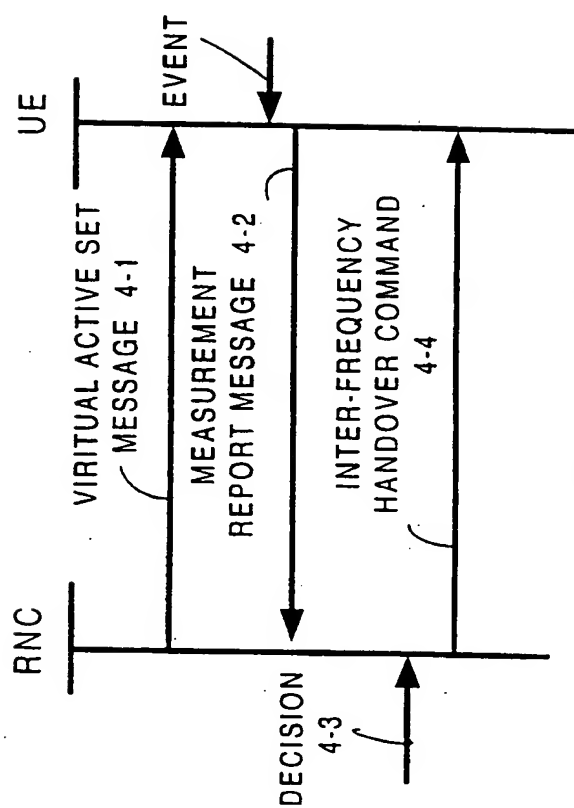 RNC
UE
VIRITUAL ACTIVE SET
MESSAGE 4-1
EVENT
MEASUREMENT
REPORT MESSAGE 4-2
DECISION
4-3
INTER-FREQUENCY
HANDOVER COMMAND
4-4